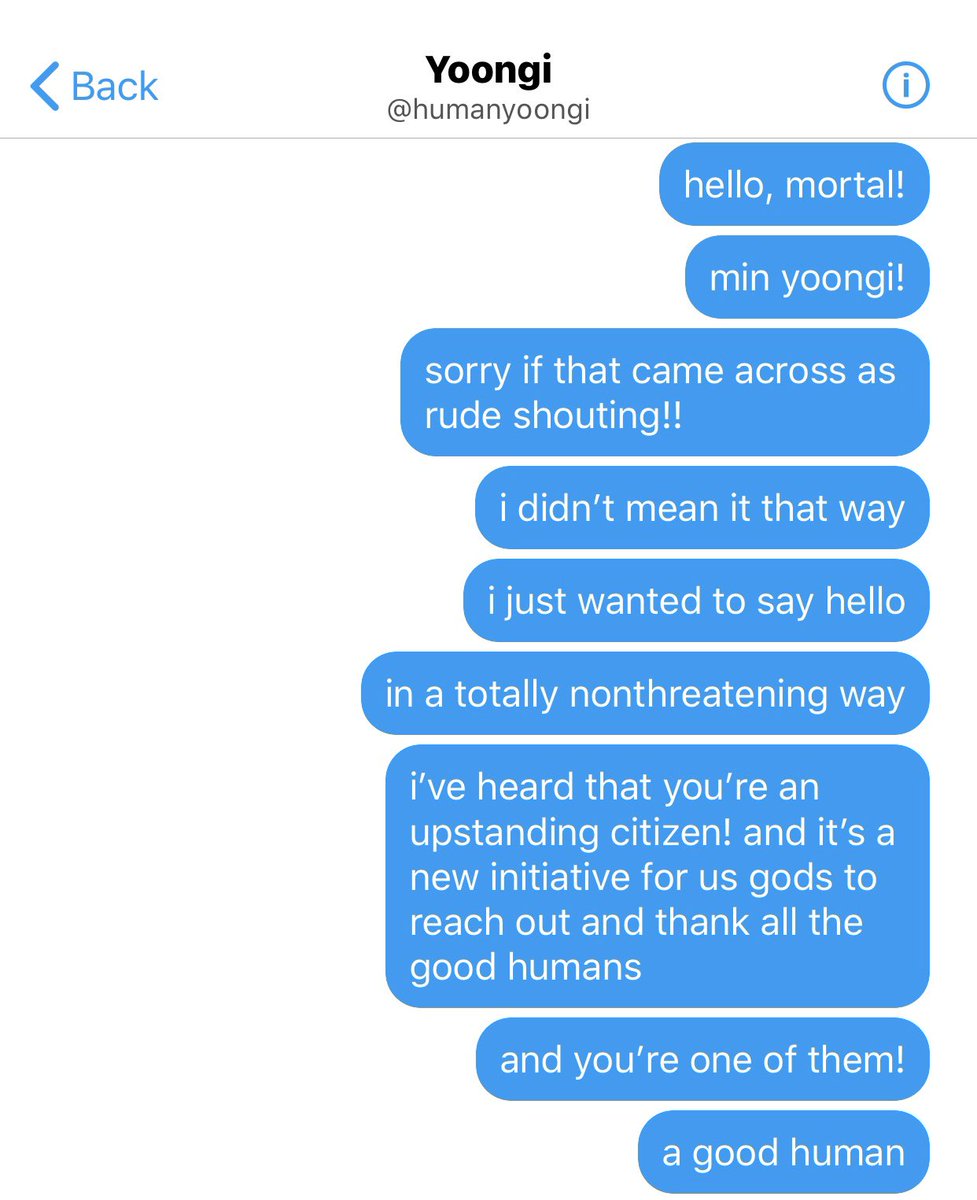 Back
Yoongi
@humanyoongi
hello, mortal!
min yoongi!
sorry if that came across as
rude shouting!!
i didn’t mean it that way
i just wanted to say hello
in a totally nonthreatening way
i’ve heard that you’re an
upstanding citizen! and it’s a
new initiative for us gods to
reach out and thank all the
good humans
and you’re one of them!
a good human